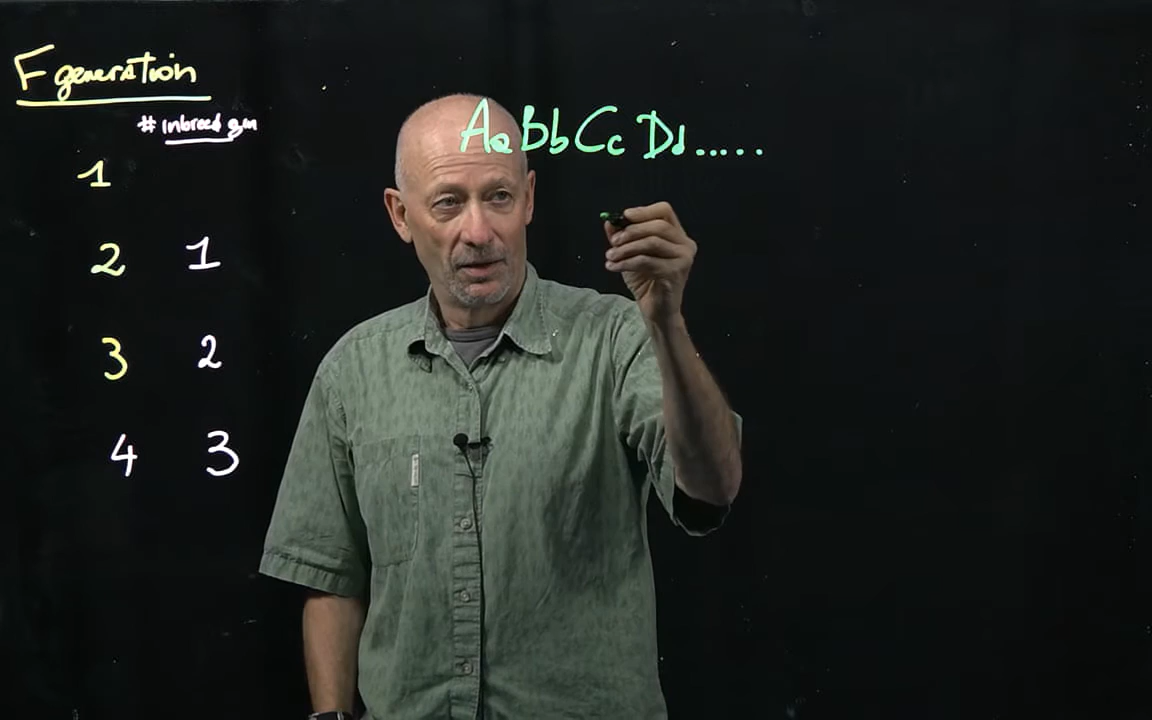 F generation
# Inbreed gen
AaBbCcDd.....
1
2 1
3 2
4 3